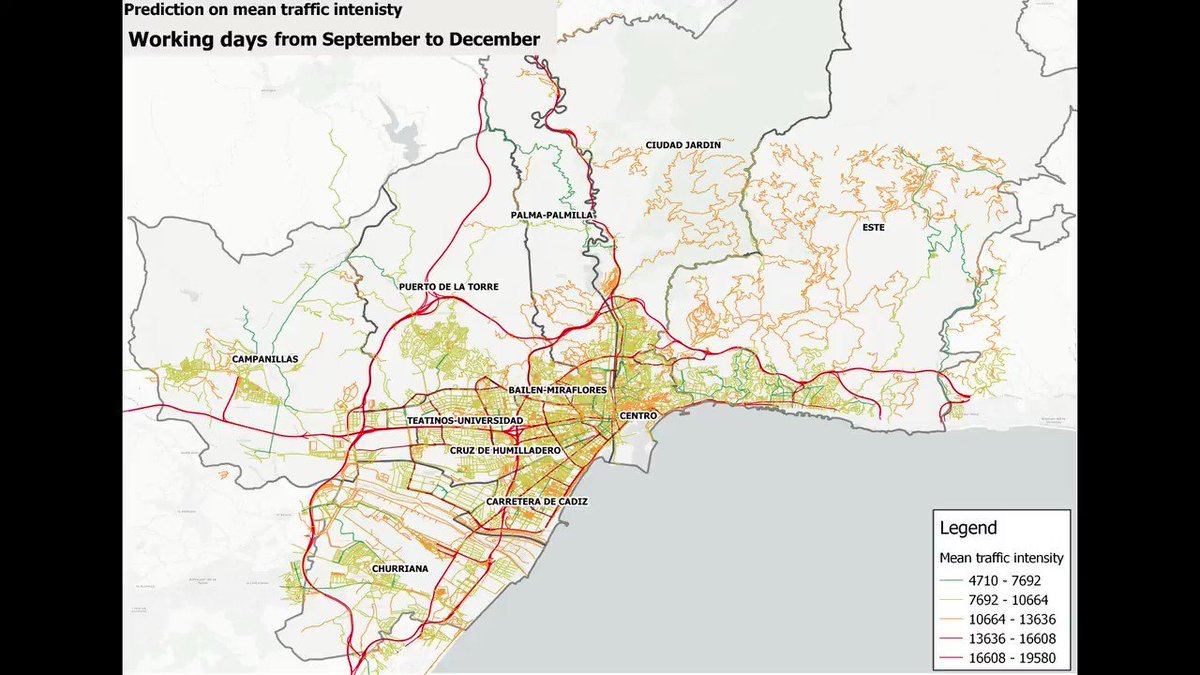 Prediction on mean traffic intenisty
Working days from September to December
CIUDAD JARDIN
PALMA-PALMILLA
ESTE
PUERTO DE LA TORRE
CAMPANILLAS
BAILEN-MIRAFLORES
CENTRO
TEATINOS-UNIVERSIDAD
CRUZ DE HUMILLADERO
CARRETERA DE CADIZ
CHURRIANA
Legend
Mean traffic intensity
4710 - 7692
7692 - 10664
10664 - 13636
13636 - 16608
16608 - 19580